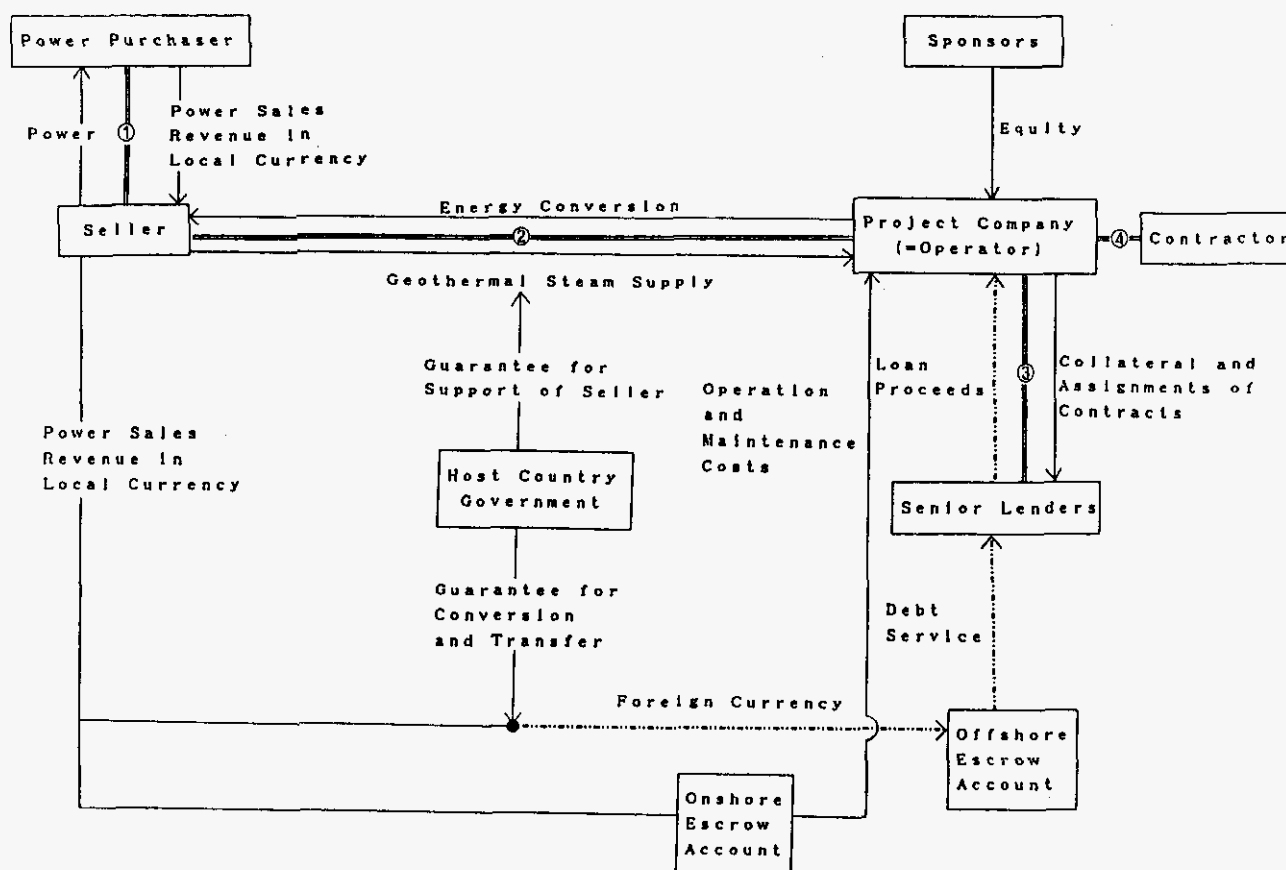 Power Purchaser
Sponsors
Power
①
Power Sales
Revenue in
Local Currency
Equity
Seller
Energy Conversion
②
Geothermal Steam Supply
Project Company
(=Operator)
④
Contractor
Guarantee for
Support of Seller
Operation
and
Maintenance
Costs
Loan
Proceeds
③
Collateral and
Assignments of
Contracts
Power Sales
Revenue in
Local Currency
Host Country
Government
Senior Lenders
Guarantee for
Conversion
and Transfer
Debt
Service
Foreign Currency
Offshore
Escrow
Account
Onshore
Escrow
Account